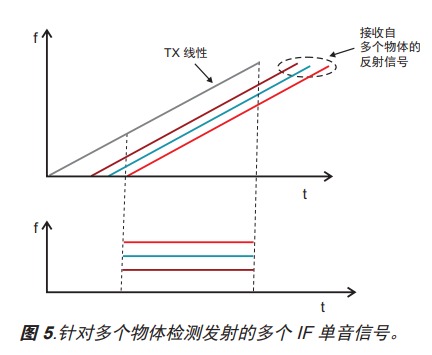 f
TX 线性
接收自
多个物体的
反射信号
t
f
t
图 5.针对多个物体检测发射的多个 IF 单音信号。